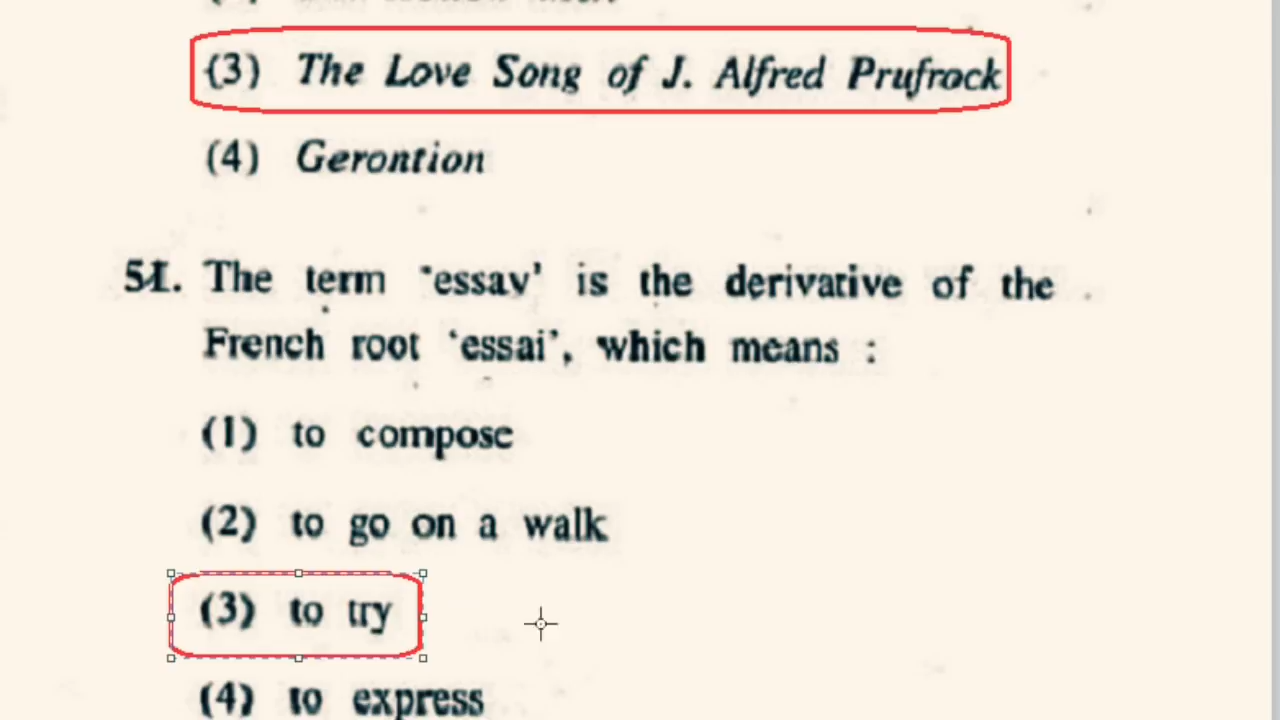 (3) The Love Song of J. Alfred Prufrock
(4) Gerontion
51. The term 'essay' is the derivative of the
French root 'essai', which means :
(1) to compose
(2) to go on a walk
(3) to try
(4) to express